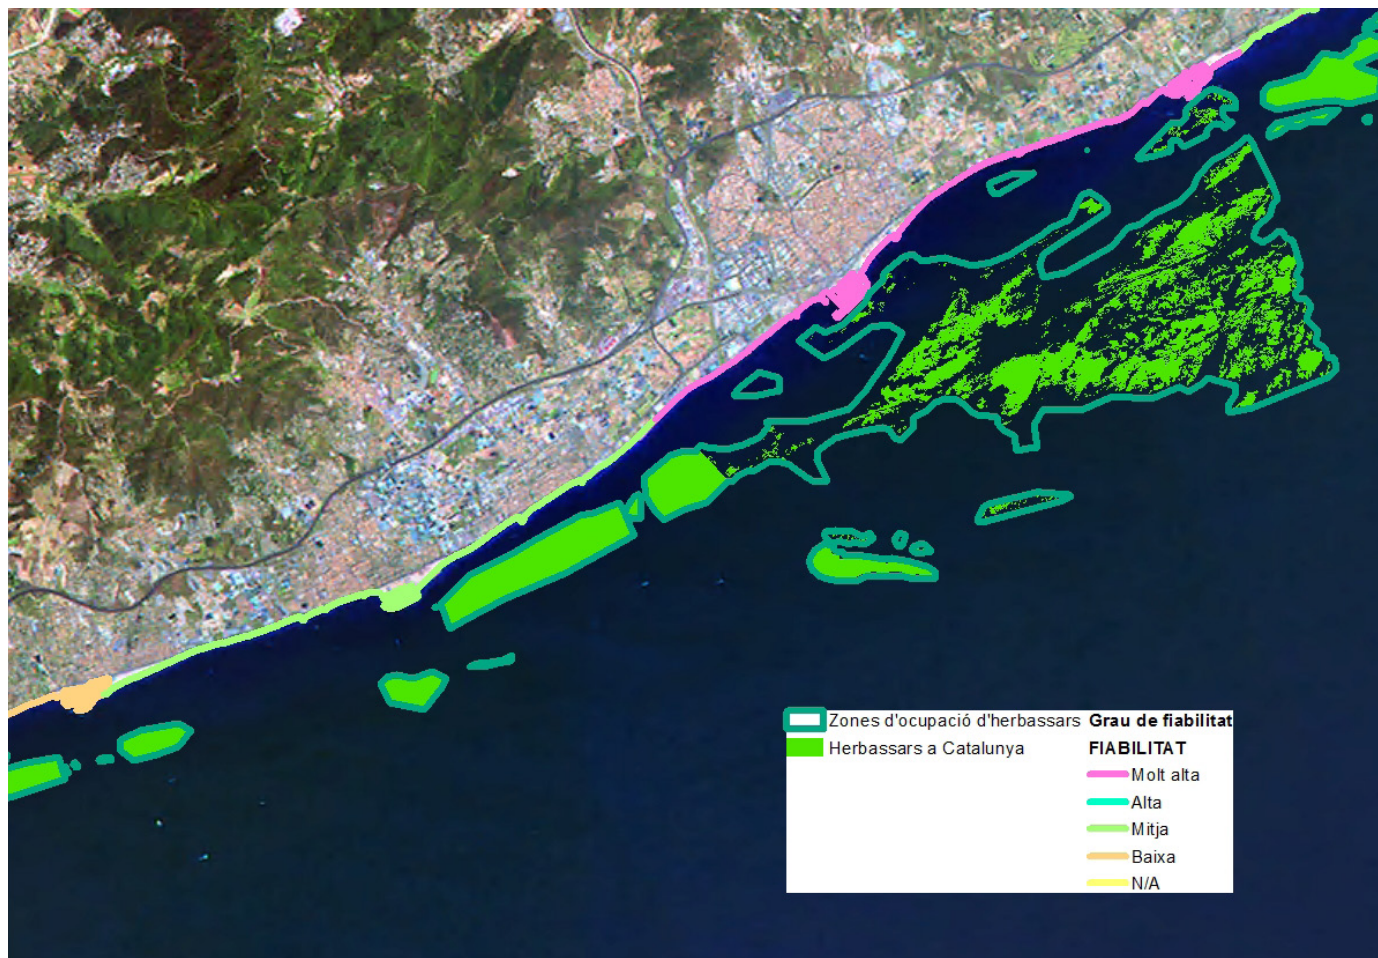 Zones d'ocupació d'herbassars Grau de fiabilitat
Herbassars a Catalunya FIABILITAT
Molt alta
Alta
Mitja
Baixa
N/A